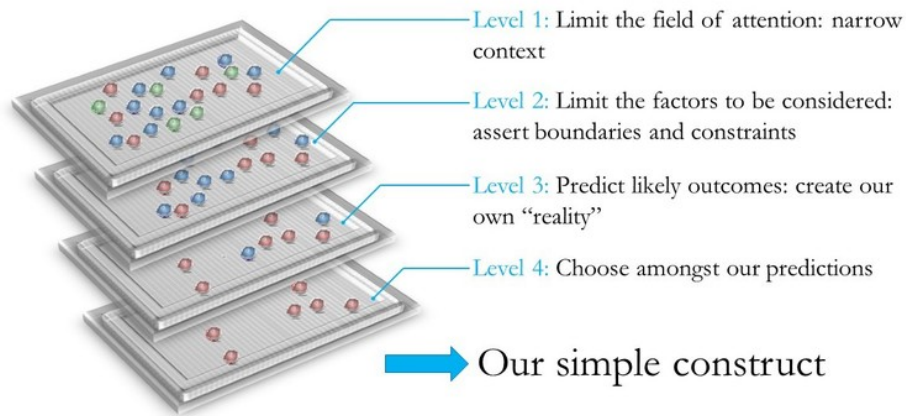 Level 1: Limit the field of attention: narrow
context
Level 2: Limit the factors to be considered:
assert boundaries and constraints
Level 3: Predict likely outcomes: create our
own “reality”
Level 4: Choose amongst our predictions
Our simple construct